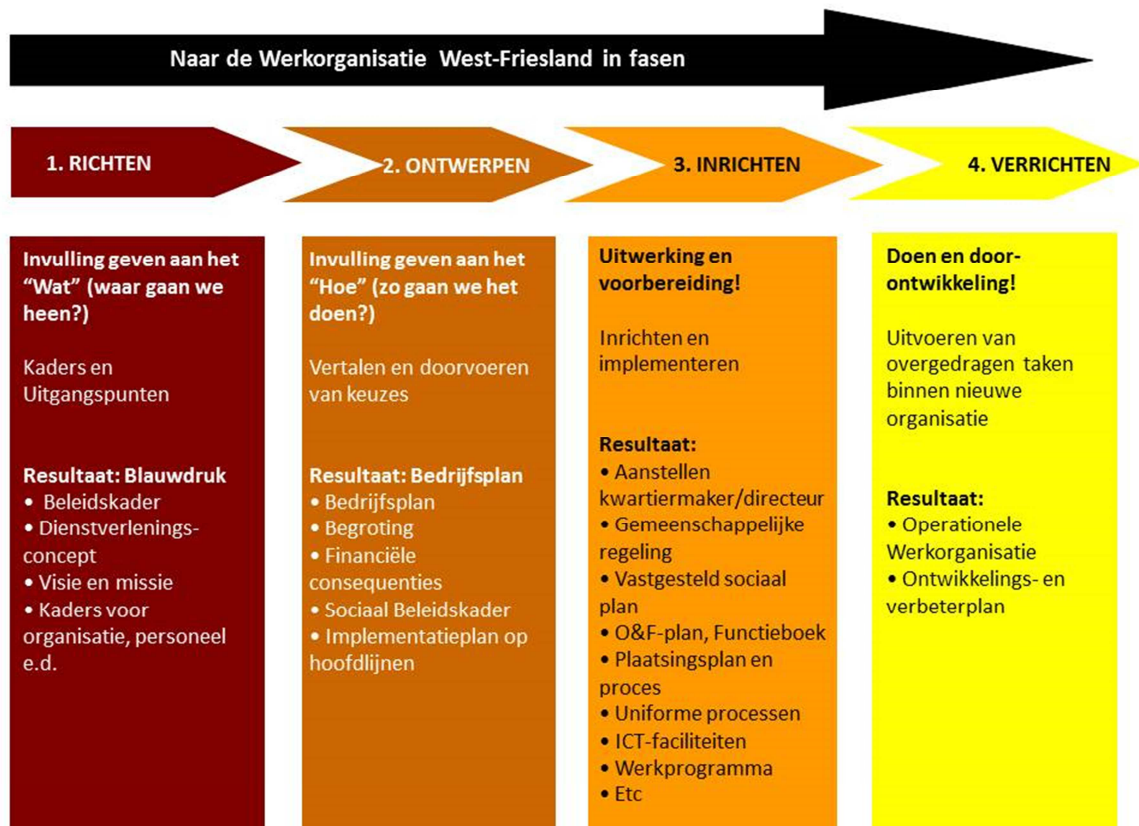 Naar de Werkorganisatie West-Friesland in fasen
1. RICHTEN
2. ONTWERPEN
3. INRICHTEN
4. VERRICHTEN
Invulling geven aan het
“Wat” (waar gaan we
heen?)
Kaders en
Uitgangspunten
Resultaat: Blauwdruk
• Beleidskader
• Dienstverlenings-
concept
• Visie en missie
• Kaders voor
organisatie, personeel
e.d.
Invulling geven aan het
“Hoe” (zo gaan we het
doen?)
Vertalen en doorvoeren
van keuzes
Resultaat: Bedrijfsplan
• Bedrijfsplan
• Begroting
• Financiële
consequenties
• Sociaal Beleidskader
• Implementatieplan op
hoofdlijnen
Uitwerking en
voorbereiding!
Inrichten en
implementeren
Resultaat:
• Aanstellen
kwartiermaker/directeur
• Gemeenschappelijke
regeling
• Vastgesteld sociaal
plan
• O&F-plan, Functieboek
• Plaatsingsplan en
proces
• Uniforme processen
• ICT-faciliteiten
• Werkprogramma
• Etc
Doen en door-
ontwikkeling!
Uitvoeren van
overgedragen taken
binnen nieuwe
organisatie
Resultaat:
• Operationele
Werkorganisatie
• Ontwikkelings- en
verbeterplan